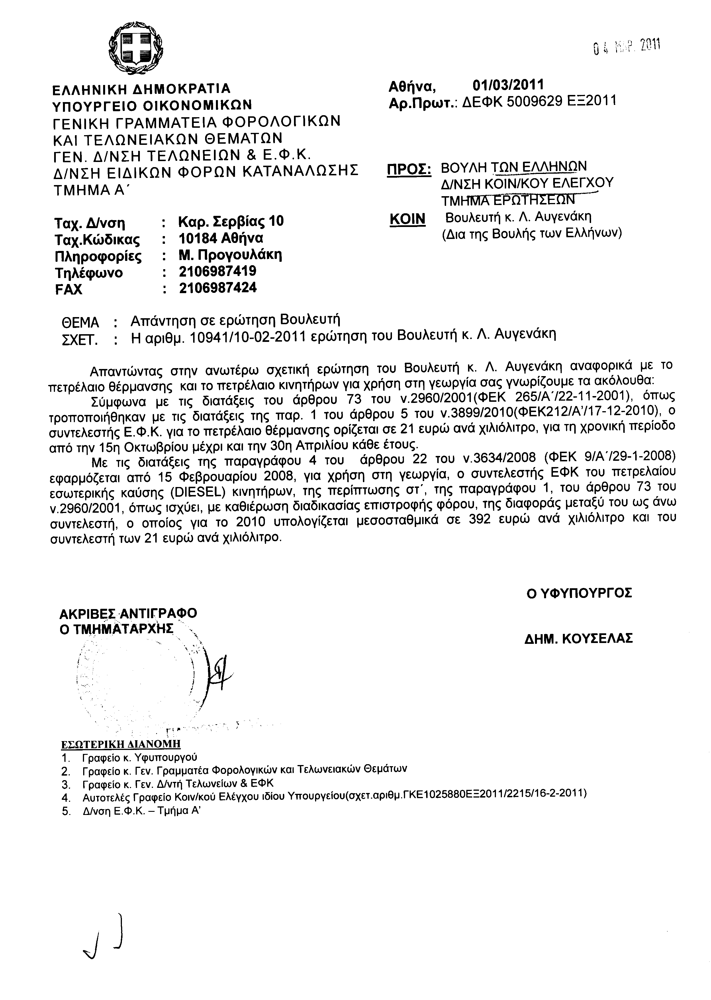 04 ΜΑΡ. 2011
ΕΛΛΗΝΙΚΗ ΔΗΜΟΚΡΑΤΙΑ
ΥΠΟΥΡΓΕΙΟ ΟΙΚΟΝΟΜΙΚΩΝ
ΓΕΝΙΚΗ ΓΡΑΜΜΑΤΕΙΑ ΦΟΡΟΛΟΓΙΚΩΝ
ΚΑΙ ΤΕΛΩΝΕΙΑΚΩΝ ΘΕΜΑΤΩΝ
ΓΕΝ. Δ/ΝΣΗ ΤΕΛΩΝΕΙΩΝ & Ε.Φ.Κ.
Δ/ΝΣΗ ΕΙΔΙΚΩΝ ΦΟΡΩΝ ΚΑΤΑΝΑΛΩΣΗΣ
ΤΜΗΜΑ Α΄
Αθήνα, 01/03/2011
Αρ.Πρωτ.: ΔΕΦΚ 5009629 ΕΞ2011
ΠΡΟΣ: ΒΟΥΛΗ ΤΩΝ ΕΛΛΗΝΩΝ
Δ/ΝΣΗ ΚΟΙΝ/ΚΟΥ ΕΛΕΓΧΟΥ
ΤΜΗΜΑ ΕΡΩΤΗΣΕΩΝ
ΚΟΙΝ Βουλευτή κ. Λ. Αυγενάκη
(Δια της Βουλής των Ελλήνων)
Ταχ. Δ/νση : Καρ. Σερβίας 10
Ταχ.Κώδικας : 10184 Αθήνα
Πληροφορίες : Μ. Προγουλάκη
Τηλέφωνο : 2106987419
FAX : 2106987424
ΘΕΜΑ : Απάντηση σε ερώτηση Βουλευτή
ΣΧΕΤ. : Η αριθμ. 10941/10-02-2011 ερώτηση του Βουλευτή κ. Λ. Αυγενάκη
Απαντώντας στην ανωτέρω σχετική ερώτηση του Βουλευτή κ. Λ. Αυγενάκη αναφορικά με το
πετρέλαιο θέρμανσης και το πετρέλαιο κινητήρων για χρήση στη γεωργία σας γνωρίζουμε τα ακόλουθα:
Σύμφωνα με τις διατάξεις του άρθρου 73 του ν.2960/2001(ΦΕΚ 265/Α΄/22-11-2001), όπως
τροποποιήθηκαν με τις διατάξεις της παρ. 1 του άρθρου 5 του ν.3899/2010(ΦΕΚ212/Α’/17-12-2010), ο
συντελεστής Ε.Φ.Κ. για το πετρέλαιο θέρμανσης ορίζεται σε 21 ευρώ ανά χιλιόλιτρο, για τη χρονική περίοδο
από την 15η Οκτωβρίου μέχρι και την 30η Απριλίου κάθε έτους.
Με τις διατάξεις της παραγράφου 4 του άρθρου 22 του ν.3634/2008 (ΦΕΚ 9/Α΄/29-1-2008)
εφαρμόζεται από 15 Φεβρουαρίου 2008, για χρήση στη γεωργία, ο συντελεστής ΕΦΚ του πετρελαίου
εσωτερικής καύσης (DIESEL) κινητήρων, της περίπτωσης στ΄, της παραγράφου 1, του άρθρου 73 του
ν.2960/2001, όπως ισχύει, με καθιέρωση διαδικασίας επιστροφής φόρου, της διαφοράς μεταξύ του ως άνω
συντελεστή, ο οποίος για το 2010 υπολογίζεται μεσοσταθμικά σε 392 ευρώ ανά χιλιόλιτρο και του
συντελεστή των 21 ευρώ ανά χιλιόλιτρο.
Ο ΥΦΥΠΟΥΡΓΟΣ
ΔΗΜ. ΚΟΥΣΕΛΑΣ
ΑΚΡΙΒΕΣ ΑΝΤΙΓΡΑΦΟ
Ο ΤΜΗΜΑΤΑΡΧΗΣ
ΕΣΩΤΕΡΙΚΗ ΔΙΑΝΟΜΗ
1. Γραφείο κ. Υφυπουργού
2. Γραφείο κ. Γεν. Γραμματέα Φορολογικών και Τελωνειακών Θεμάτων
3. Γραφείο κ. Γεν. Δ/ντή Τελωνείων & ΕΦΚ
4. Αυτοτελές Γραφείο Κοιν/κού Ελέγχου ιδίου Υπουργείου(σχετ.αριθμ.ΓΚΕ1025880ΕΞ2011/2215/16-2-2011)
5. Δ/νση Ε.Φ.Κ. – Τμήμα Α’